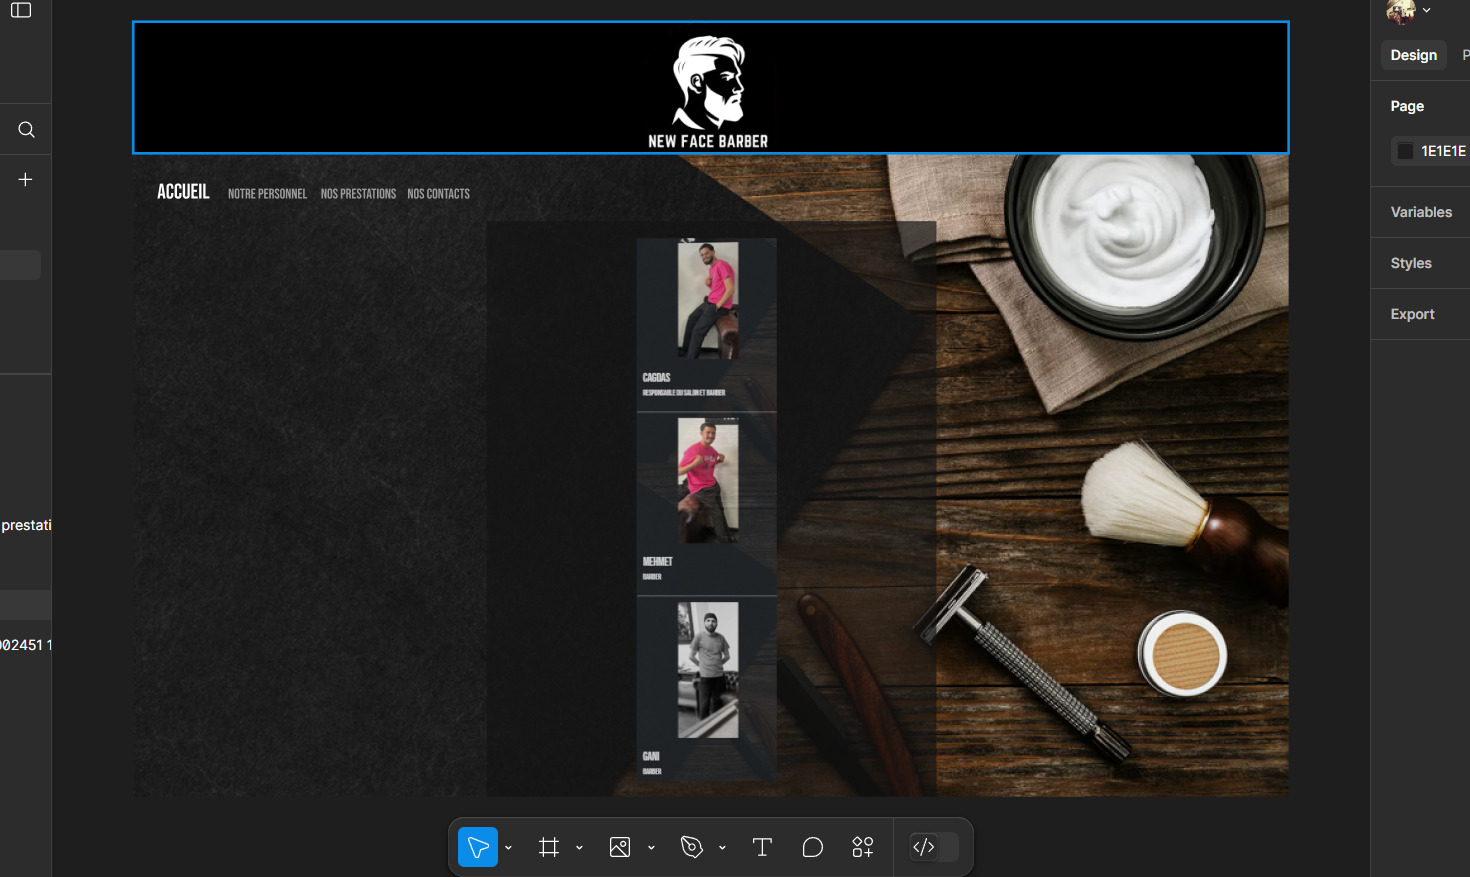 Design
P
Page
1E1E1E
Variables
Styles
Export
NEW FACE BARBER
ACCUEIL NOTRE PERSONNEL NOS PRESTATIONS NOS CONTACTS
CAGDAS
RESPONSABLE DU SALON ET BARBER
MEHMET
BARBER
GANI
BARBER
prestati
002451 1